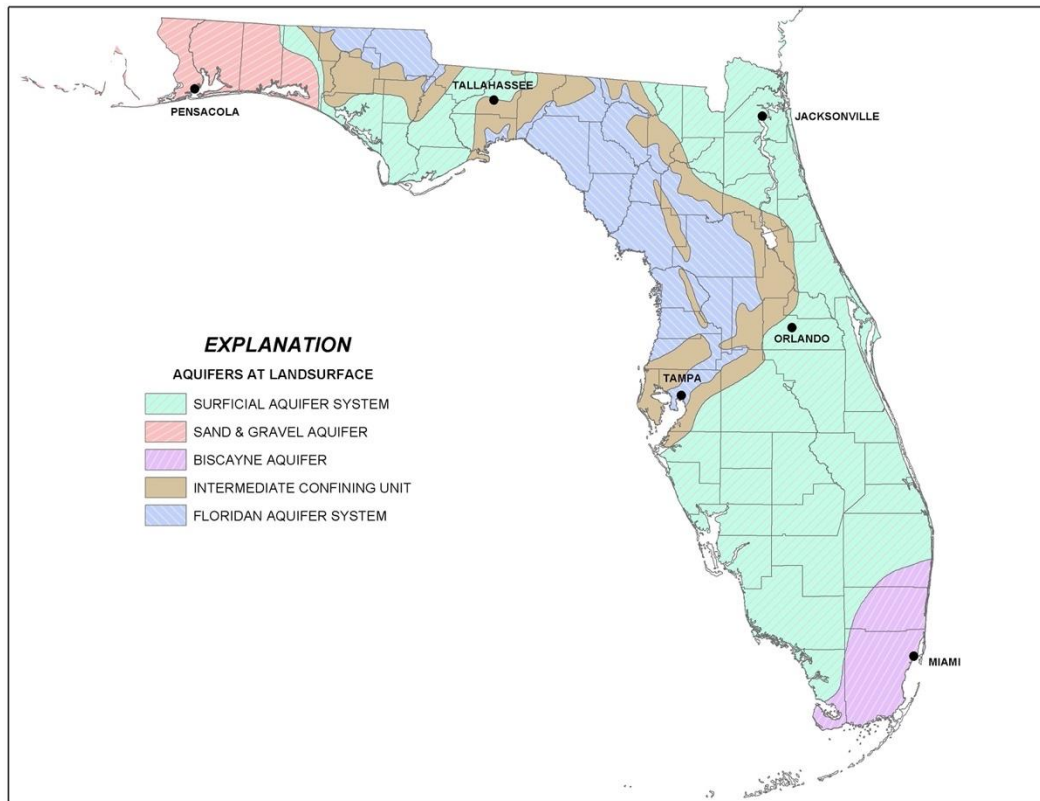 TALLAHASSEE
PENSACOLA
JACKSONVILLE
ORLANDO
EXPLANATION
AQUIFERS AT LANDSURFACE
TAMPA
SURFICIAL AQUIFER SYSTEM
SAND & GRAVEL AQUIFER
BISCAYNE AQUIFER
INTERMEDIATE CONFINING UNIT
FLORIDAN AQUIFER SYSTEM
MIAMI